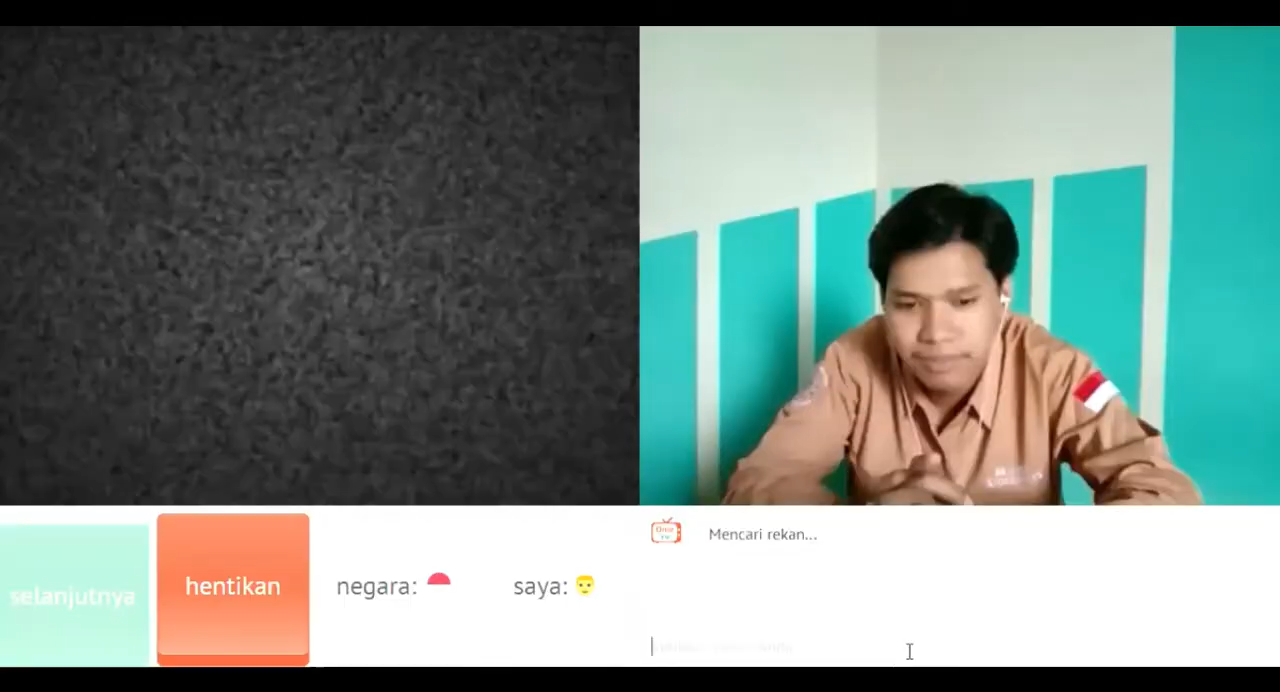 Mencari rekan...
selanjutnya
hentikan
negara:
saya: